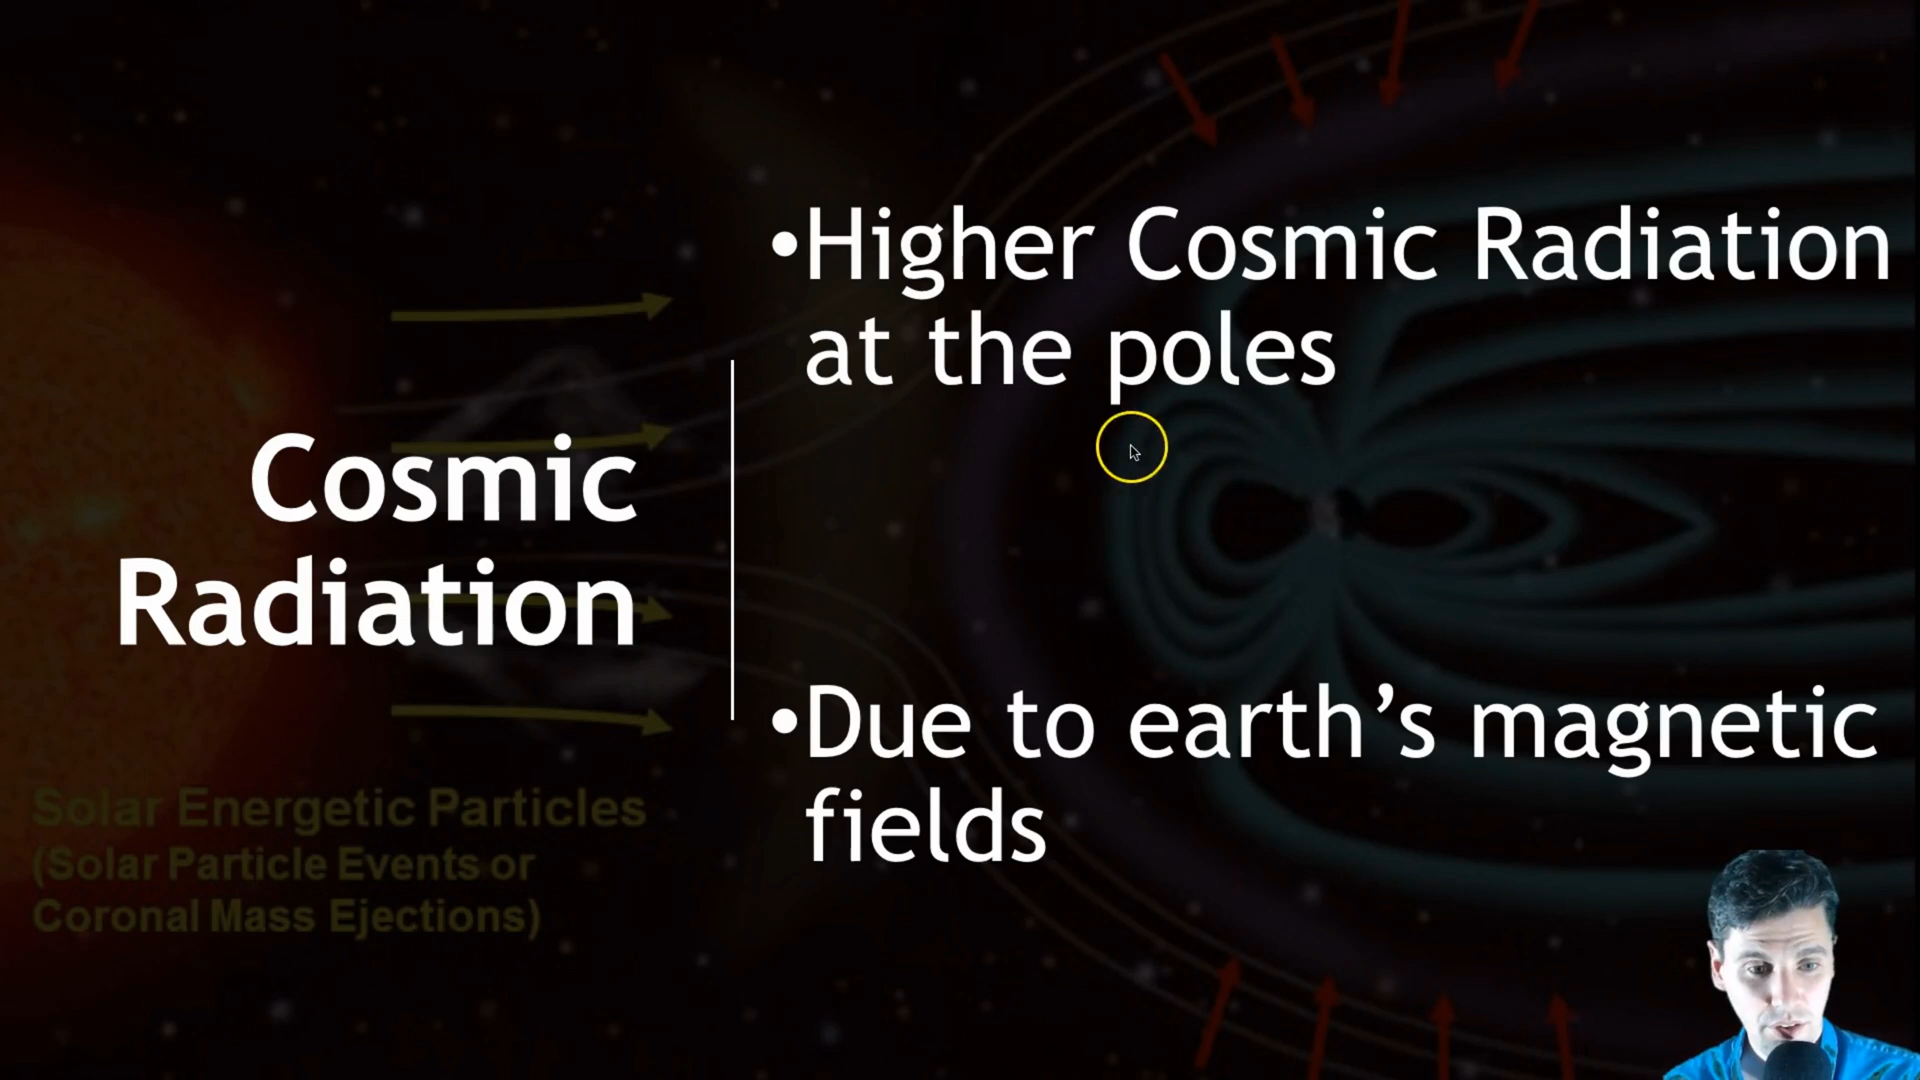 Cosmic
Radiation
•Higher Cosmic Radiation
at the poles
•Due to earth’s magnetic
fields
Solar Energetic Particles
(Solar Particle Events or
Coronal Mass Ejections)